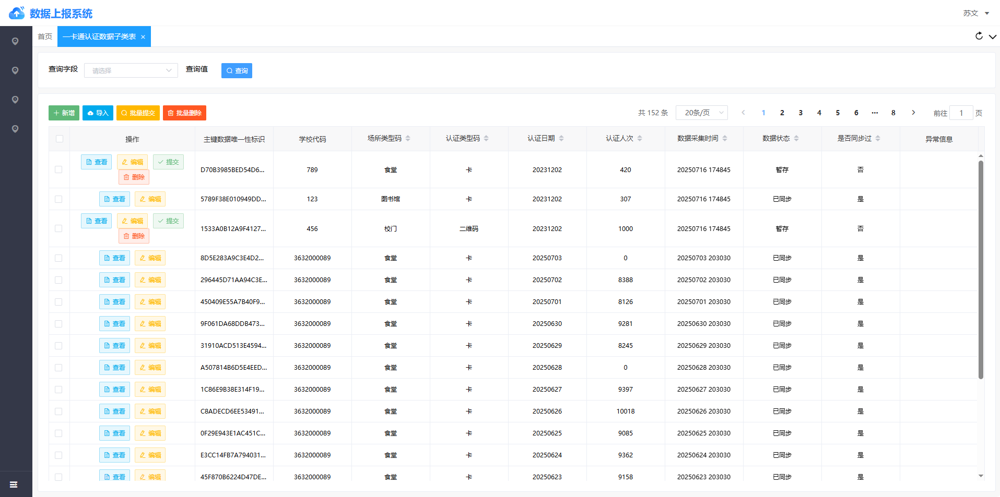 数据上报系统
苏文
首页 一卡通认证数据子类表
查询字段 请选择 查询值 查询
新增 导入 批量提交 批量删除 共 152 条 20条/页 1 2 3 4 5 6 ··· 8 前往 1 页
操作 主键数据唯一性标识 学校代码 场所类型码 认证类型码 认证日期 认证人次 数据采集时间 数据状态 是否同步过 异常信息
查看 编辑 提交
删除
D70B3985BED54D6... 789 食堂 卡 20231202 420 20250716 174845 暂存 否
查看 编辑 5789F38E010949DD... 123 图书馆 卡 20231202 307 20250716 174845 已同步 是
查看 编辑 提交
删除
1533A0B12A9F4127... 456 校门 二维码 20231202 1000 20250716 174845 暂存 否
查看 编辑 8D5E283A9C3E4D2... 3632000089 食堂 卡 20250703 0 20250703 203030 已同步 是
查看 编辑 296445D71AA94C3E... 3632000089 食堂 卡 20250702 8388 20250702 203030 已同步 是
查看 编辑 450409E55A7B40F9... 3632000089 食堂 卡 20250701 8126 20250701 203030 已同步 是
查看 编辑 9F061DA68DDB473... 3632000089 食堂 卡 20250630 9281 20250630 203030 已同步 是
查看 编辑 31910ACD513E4594... 3632000089 食堂 卡 20250629 8245 20250629 203030 已同步 是
查看 编辑 A507814B6D5E4EED... 3632000089 食堂 卡 20250628 0 20250628 203030 已同步 是
查看 编辑 1C86E9B38E314F19... 3632000089 食堂 卡 20250627 9397 20250627 203030 已同步 是
查看 编辑 C8ADECD6EE53491... 3632000089 食堂 卡 20250626 10018 20250626 203030 已同步 是
查看 编辑 0F29E943E1AC451C... 3632000089 食堂 卡 20250625 9085 20250625 203030 已同步 是
查看 编辑 E3CC14FB7A794031... 3632000089 食堂 卡 20250624 9362 20250624 203030 已同步 是
查看 编辑 45F870B6224D47DE... 3632000089 食堂 卡 20250623 9158 20250623 203030 已同步 是